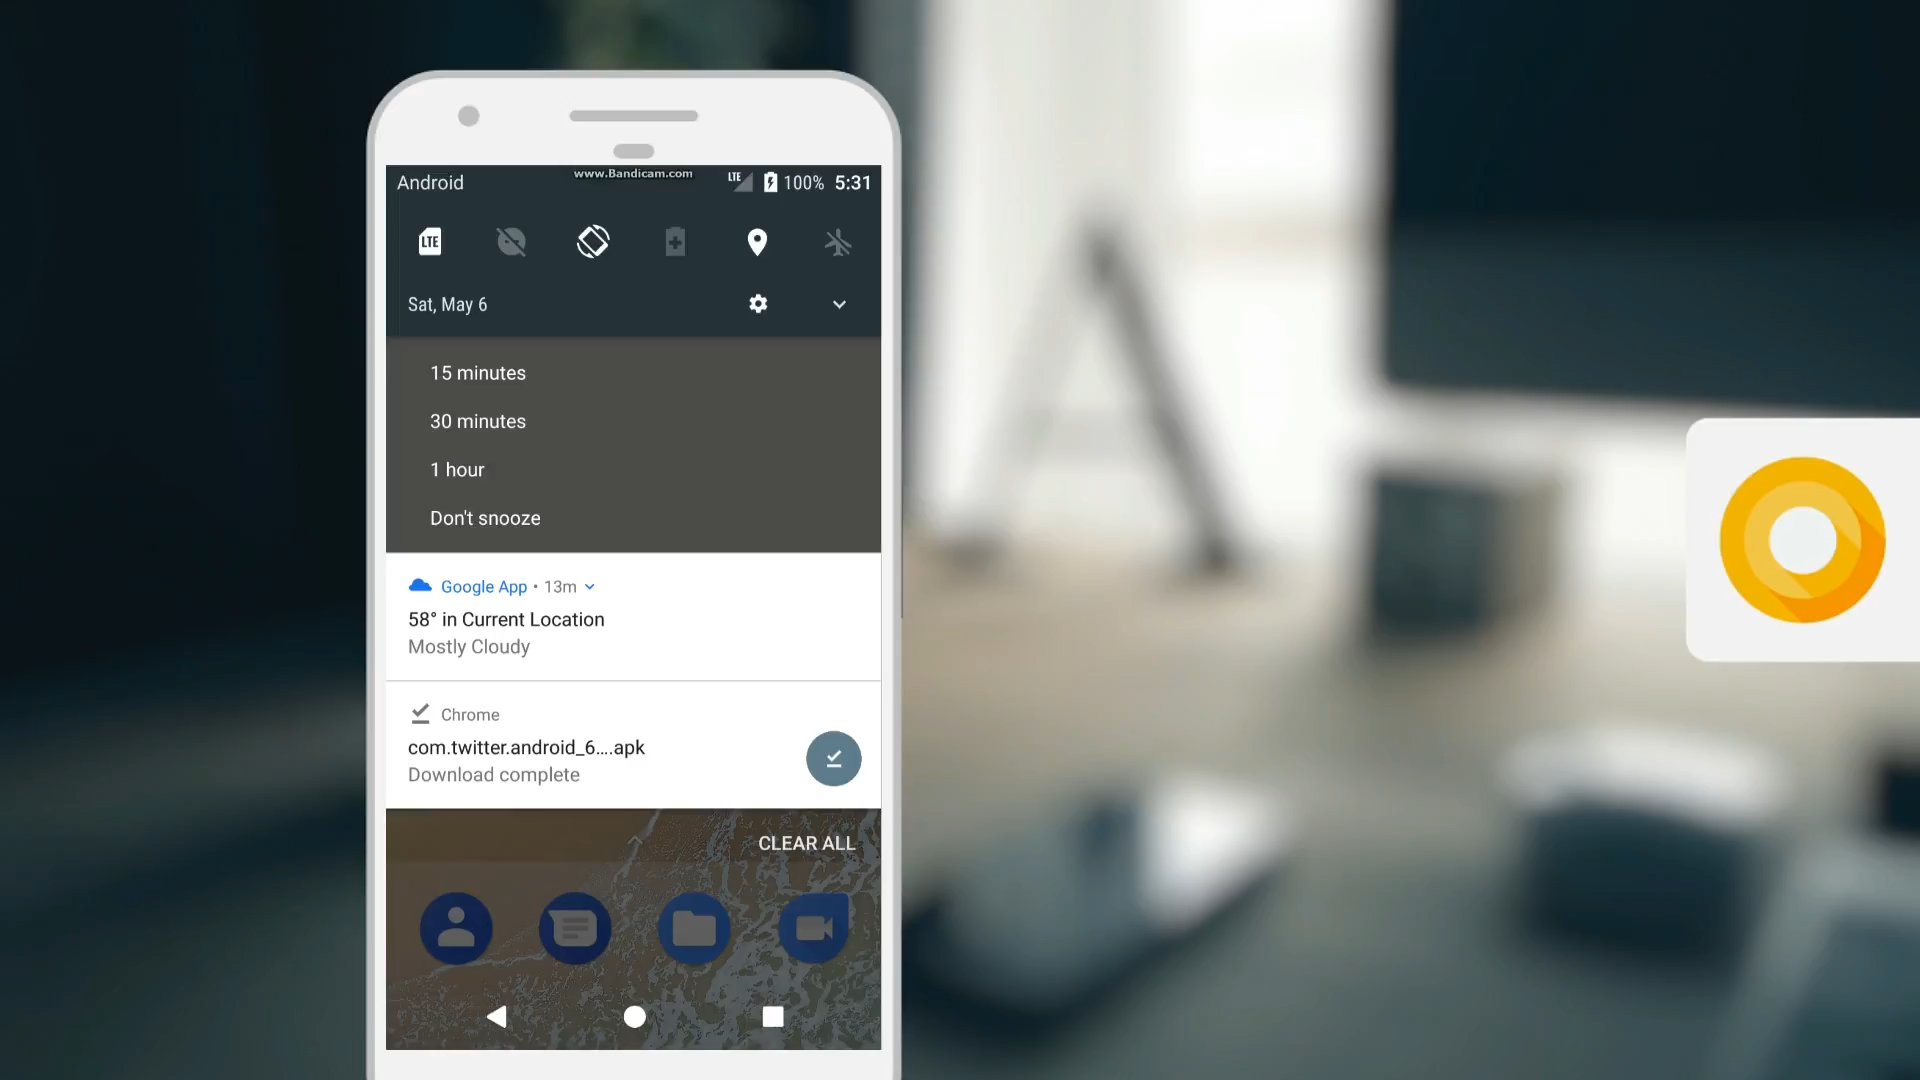 Android
www.Bandicam.com
LTE
100%
5:31
LTE
Sat, May 6
15 minutes
30 minutes
1 hour
Don't snooze
Google App • 13m
58° in Current Location
Mostly Cloudy
Chrome
com.twitter.android_6....apk
Download complete
CLEAR ALL